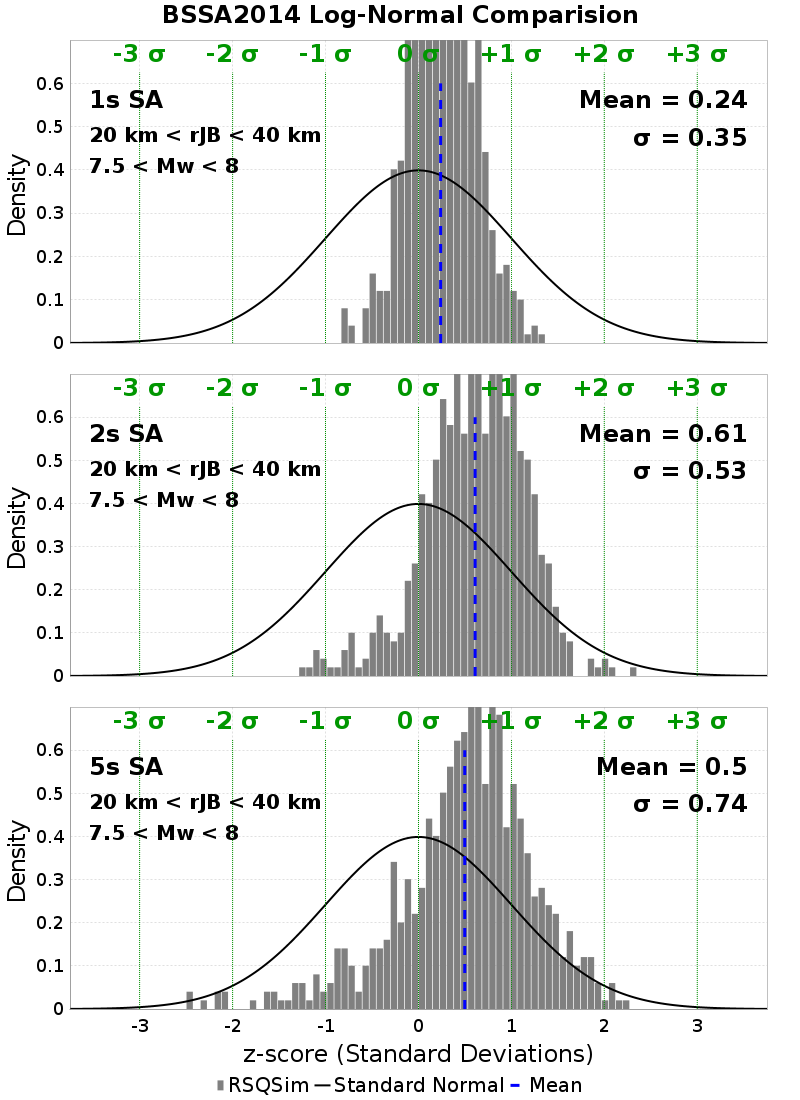 BSSA2014 Log-Normal Comparision
-3 σ -2 σ -1 σ 0 σ +1 σ +2 σ +3 σ
1s SA
20 km < rJB < 40 km
7.5 < Mw < 8
Mean = 0.24
σ = 0.35
Density
0.6
0.5
0.4
0.3
0.2
0.1
0
-3 σ -2 σ -1 σ 0 σ +1 σ +2 σ +3 σ
2s SA
20 km < rJB < 40 km
7.5 < Mw < 8
Mean = 0.61
σ = 0.53
Density
0.6
0.5
0.4
0.3
0.2
0.1
0
-3 σ -2 σ -1 σ 0 σ +1 σ +2 σ +3 σ
5s SA
20 km < rJB < 40 km
7.5 < Mw < 8
Mean = 0.5
σ = 0.74
Density
0.6
0.5
0.4
0.3
0.2
0.1
0
-3 -2 -1 0 1 2 3
z-score (Standard Deviations)
RSQSim Standard Normal Mean